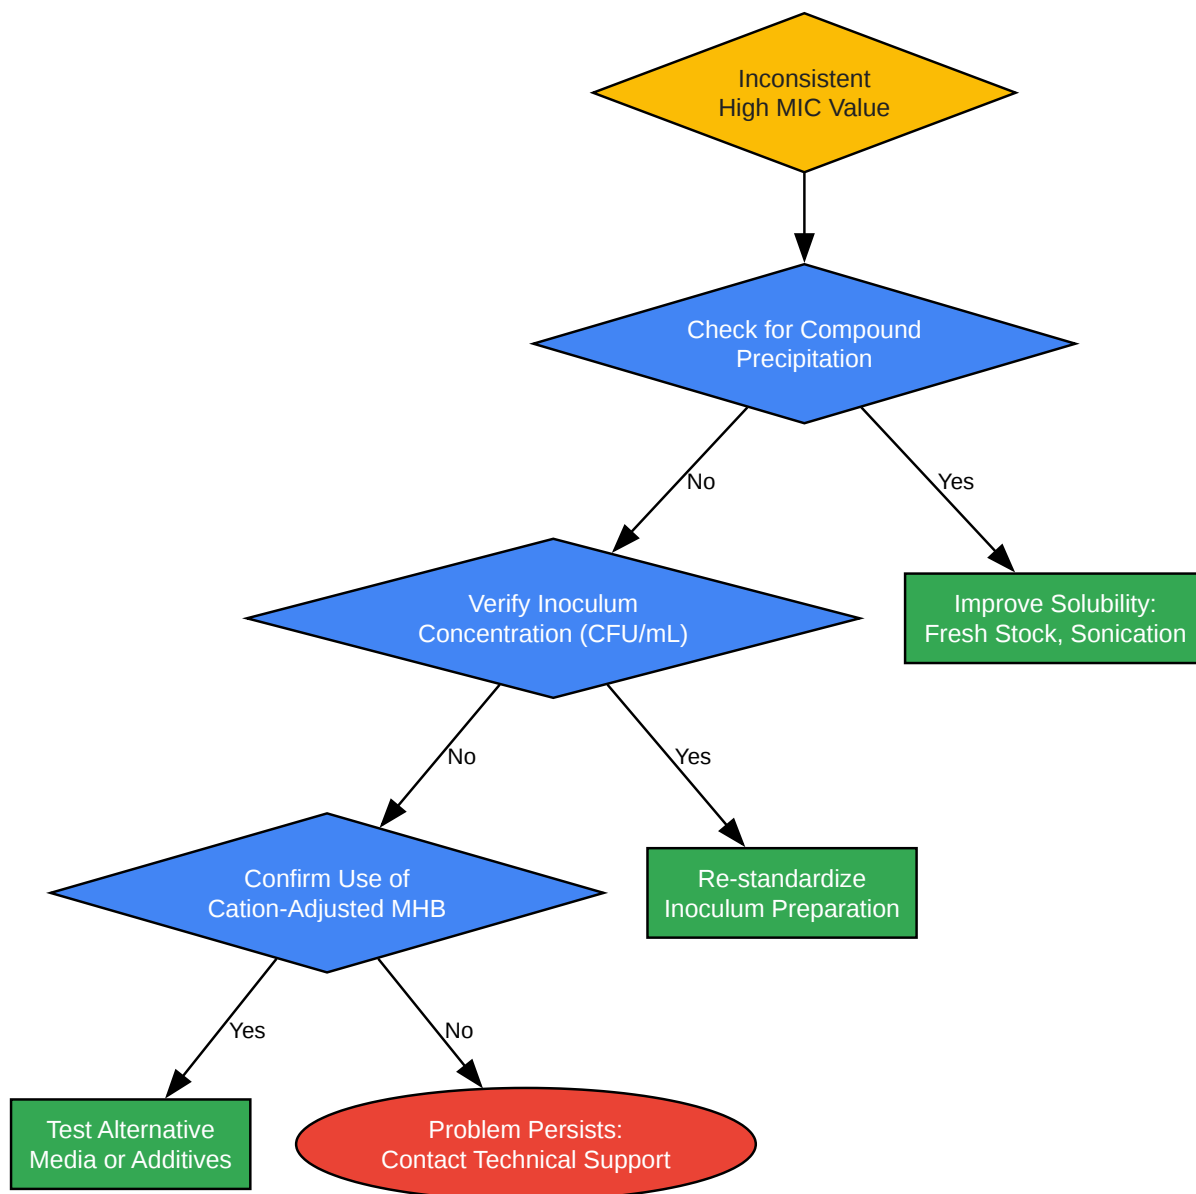 Inconsistent
High MIC Value
Check for Compound
Precipitation
No
Yes
Verify Inoculum
Concentration (CFU/mL)
Improve Solubility:
Fresh Stock, Sonication
No
Yes
Confirm Use of
Cation-Adjusted MHB
Re-standardize
Inoculum Preparation
Yes
No
Test Alternative
Media or Additives
Problem Persists:
Contact Technical Support